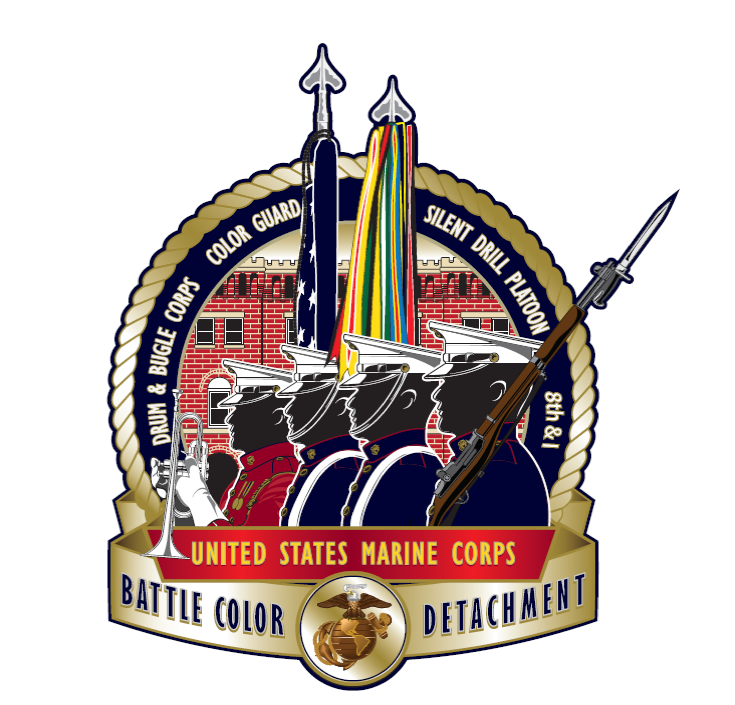 DRUM & BUGLE CORPS
COLOR GUARD
SILENT DRILL PLATOON
8th & I
UNITED STATES MARINE CORPS
BATTLE COLOR DETACHMENT